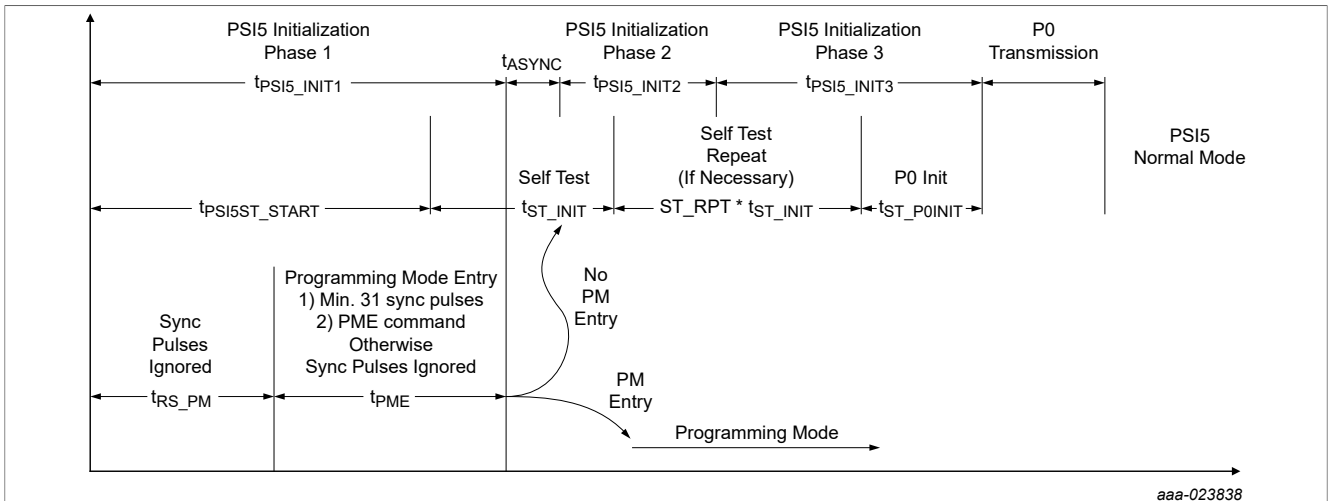 PSI5 Initialization
Phase 1
tPSI5_INIT1
tASYNC
PSI5 Initialization
Phase 2
tPSI5_INIT2
PSI5 Initialization
Phase 3
tPSI5_INIT3
P0
Transmission
PSI5
Normal Mode
tPSI5ST_START
Self Test
tST_INIT
Self Test
Repeat
(If Necessary)
ST_RPT * tST_INIT
P0 Init
tST_P0INIT
Sync
Pulses
Ignored
tRS_PM
Programming Mode Entry
1) Min. 31 sync pulses
2) PME command
Otherwise
Sync Pulses Ignored
tPME
No
PM
Entry
PM
Entry
Programming Mode
aaa-023838